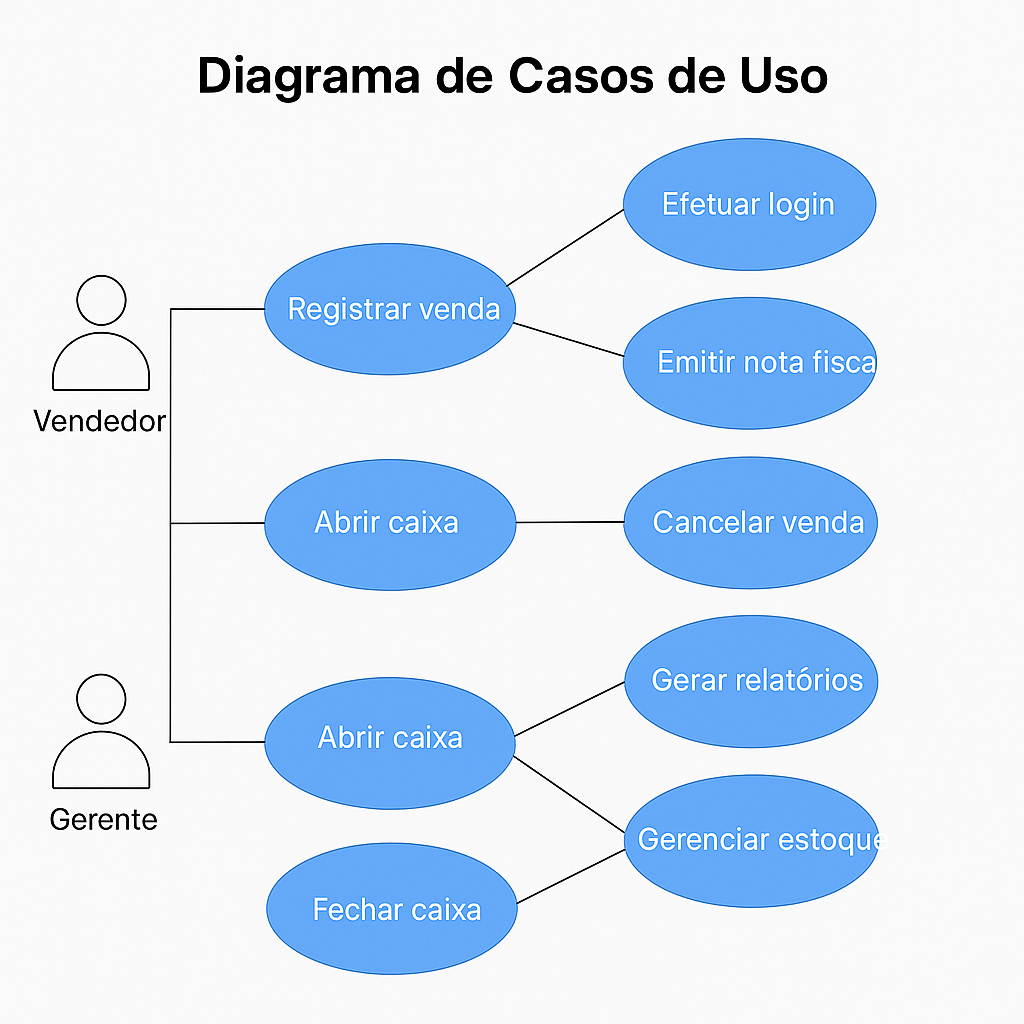 Diagrama de Casos de Uso
Efetuar login
Registrar venda
Emitir nota fisca
Vendedor
Abrir caixa
Cancelar venda
Gerar relatórios
Abrir caixa
Gerente
Gerenciar estoque
Fechar caixa